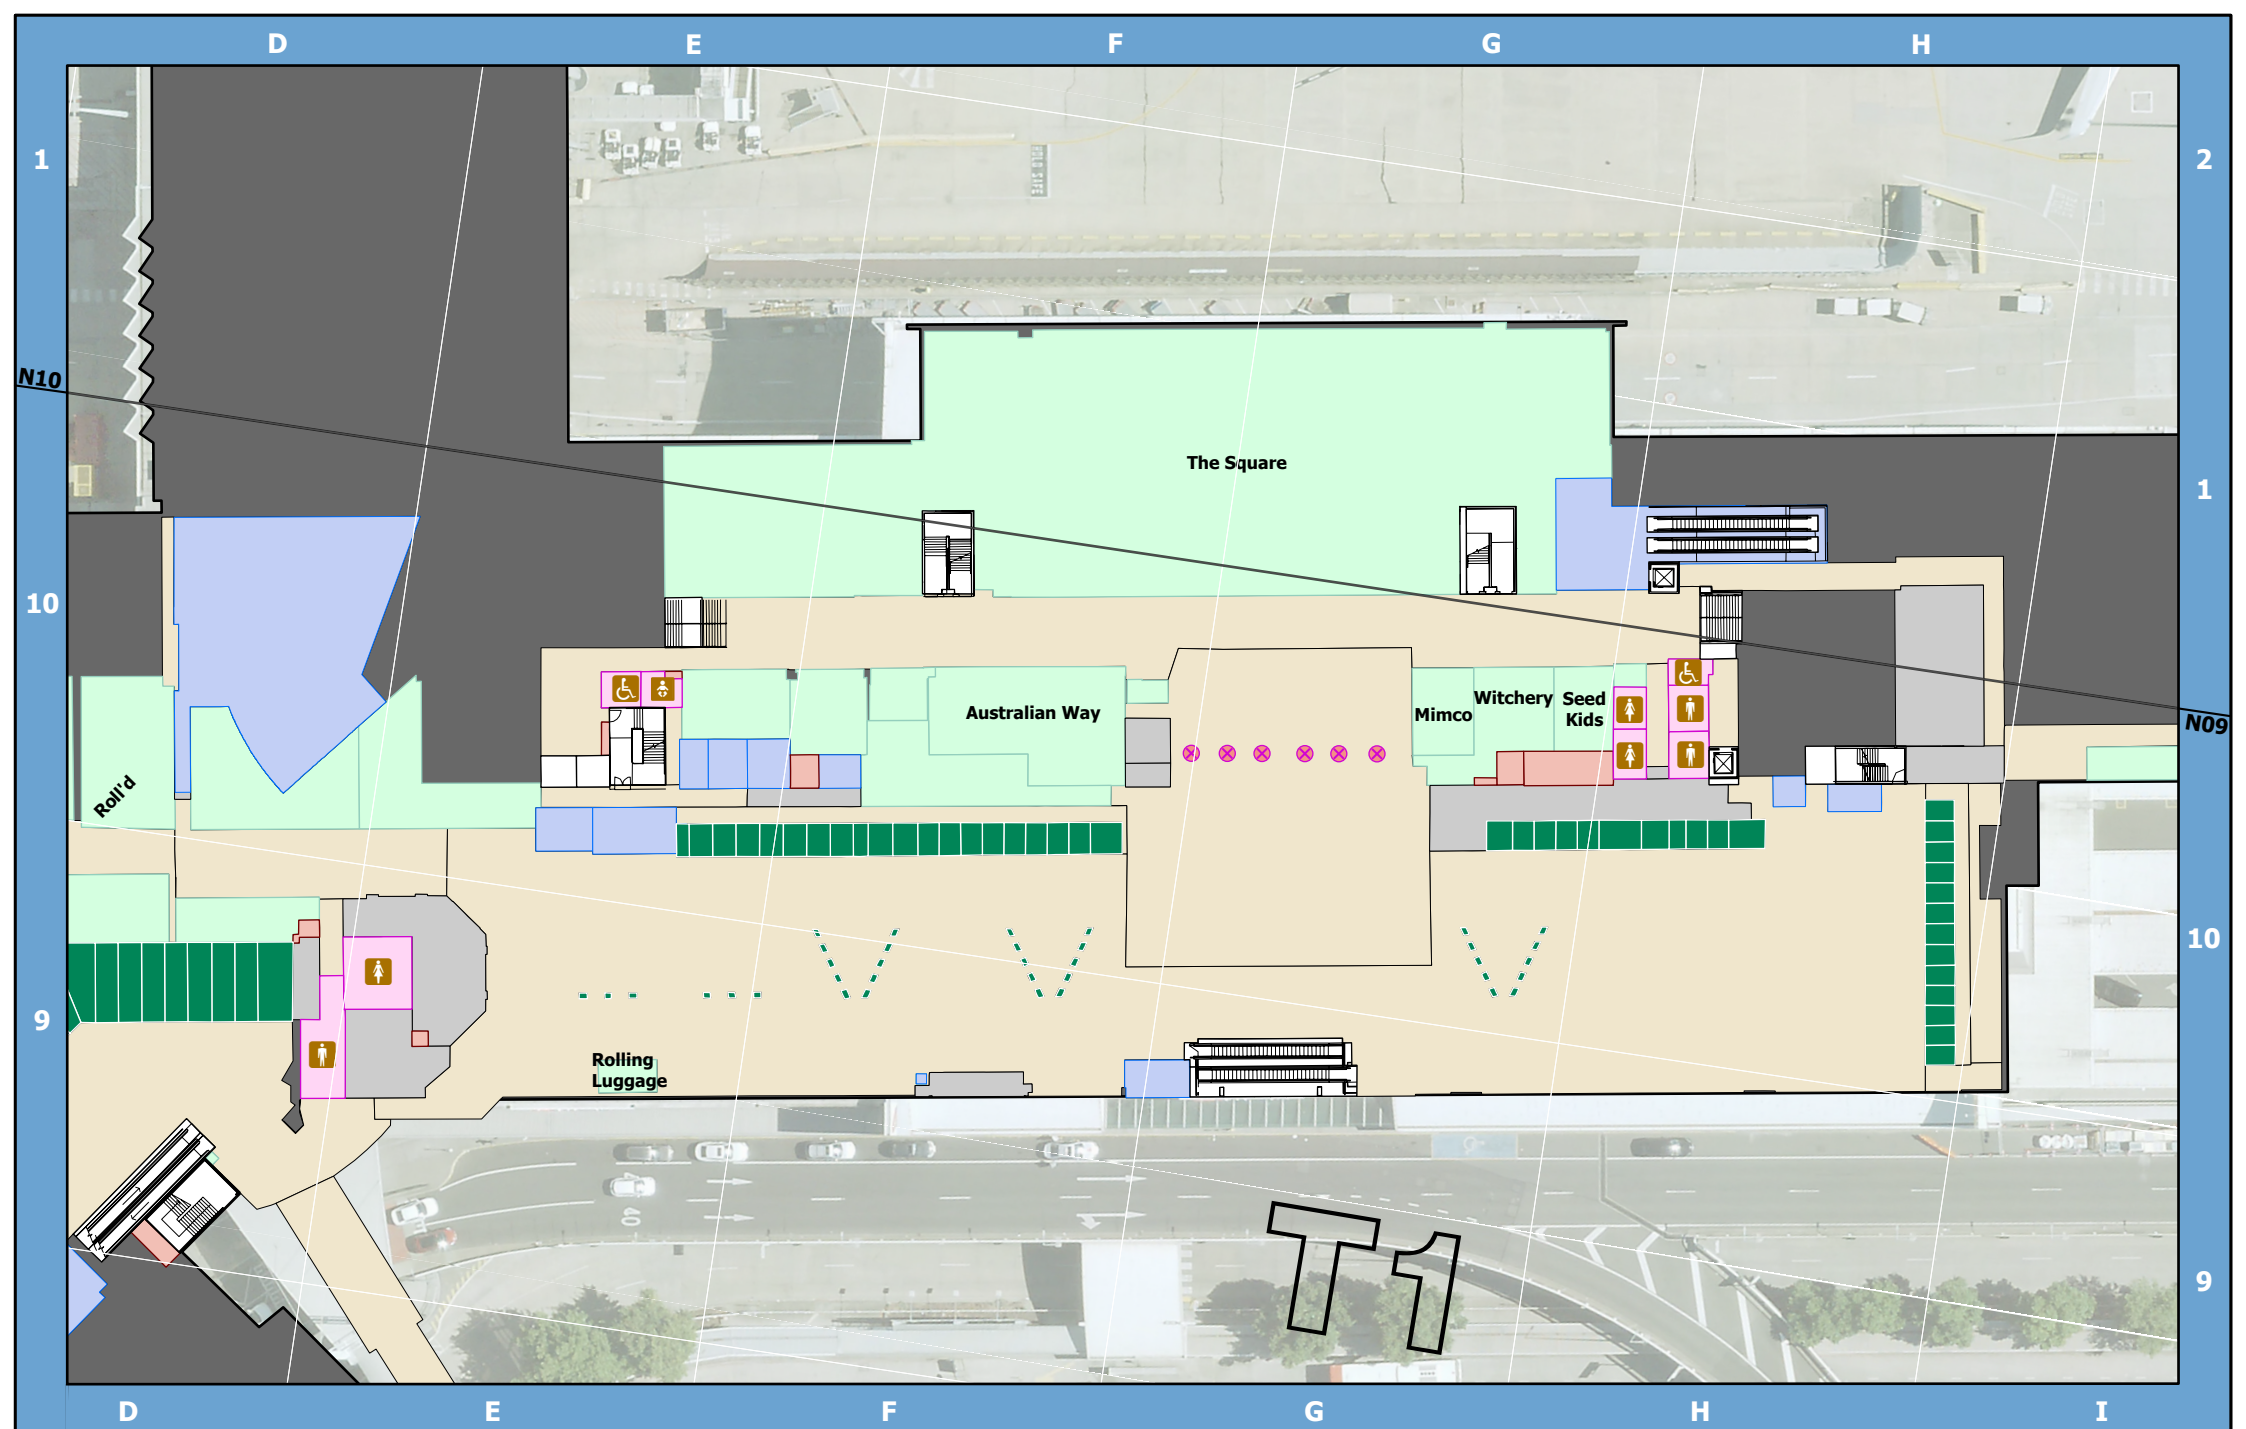 D E F G H
1 2
N10
The Square
1
10
Australian Way
Mimco
Witchery
Seed
Kids
N09
Roll'd
10
9
Rolling
Luggage
T1
9
D E F G H I